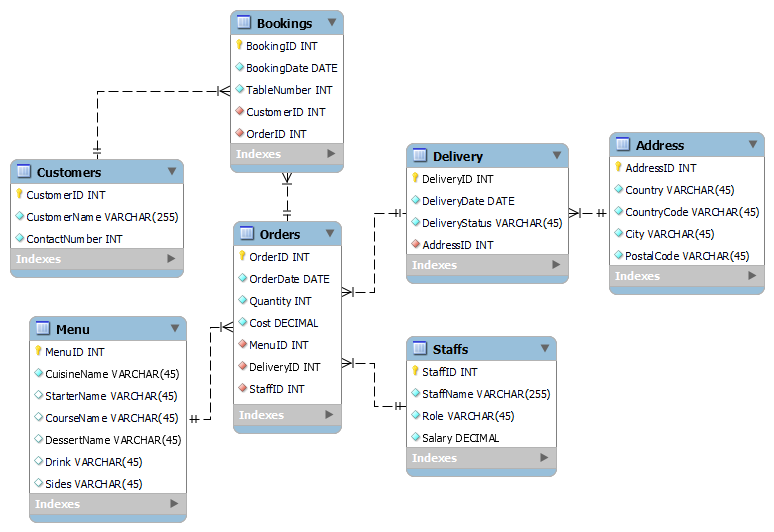 Bookings
BookingID INT
BookingDate DATE
TableNumber INT
CustomerID INT
OrderID INT
Indexes
Customers
CustomerID INT
CustomerName VARCHAR(255)
ContactNumber INT
Indexes
Delivery
DeliveryID INT
DeliveryDate DATE
DeliveryStatus VARCHAR(45)
AddressID INT
Indexes
Address
AddressID INT
Country VARCHAR(45)
CountryCode VARCHAR(45)
City VARCHAR(45)
PostalCode VARCHAR(45)
Indexes
Orders
OrderID INT
OrderDate DATE
Quantity INT
Cost DECIMAL
MenuID INT
DeliveryID INT
StaffID INT
Indexes
Menu
MenuID INT
CuisineName VARCHAR(45)
StarterName VARCHAR(45)
CourseName VARCHAR(45)
DessertName VARCHAR(45)
Drink VARCHAR(45)
Sides VARCHAR(45)
Indexes
Staffs
StaffID INT
StaffName VARCHAR(255)
Role VARCHAR(45)
Salary DECIMAL
Indexes